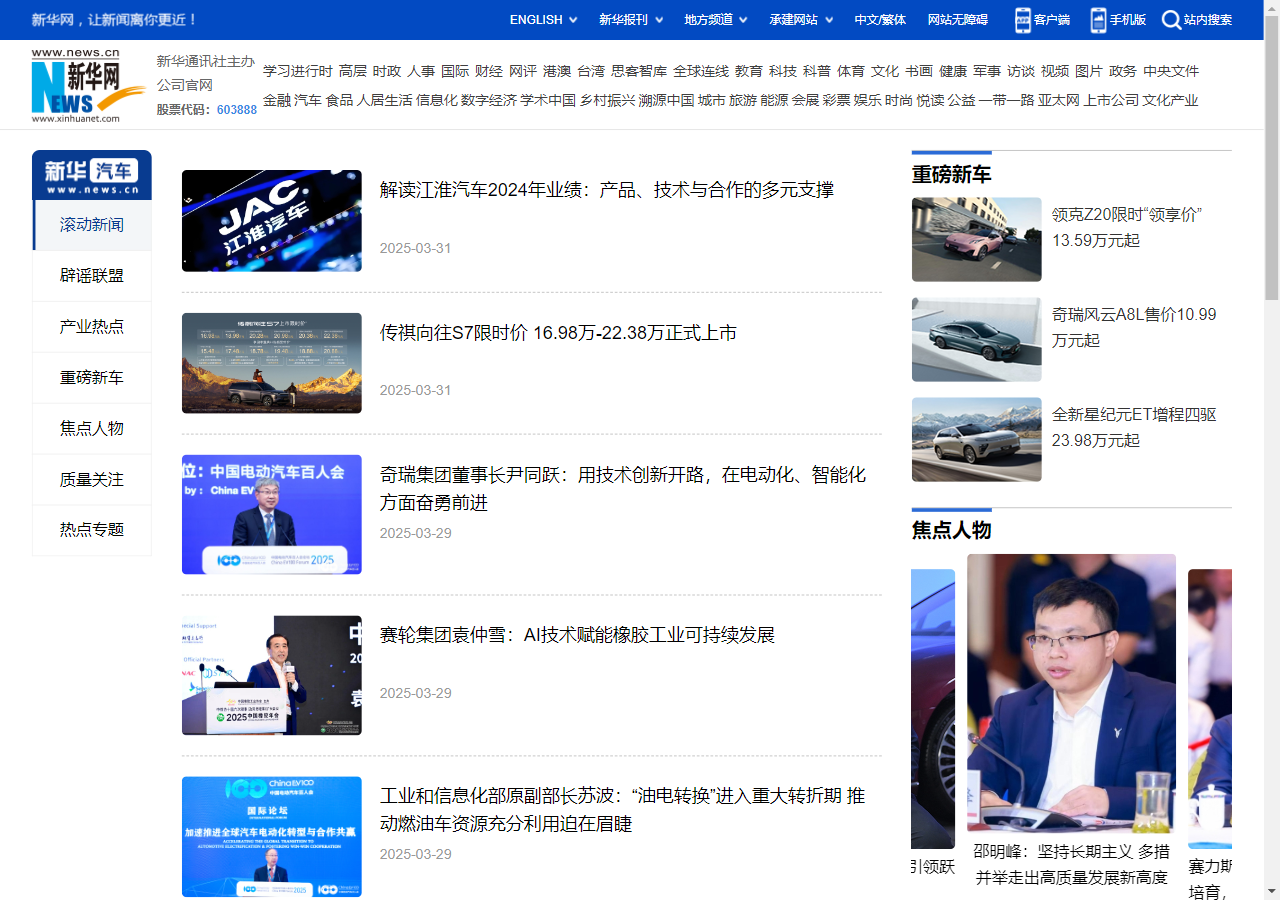 新华网，让新闻离你更近！
ENGLISH 新华报刊 地方频道 承建网站 中文/繁体 网站无障碍 客户端 手机版 站内搜索
www.news.cn
新华网
NEWS
www.xinhuanet.com
新华通讯社主办
公司官网
股票代码：603888
学习进行时 高层 时政 人事 国际 财经 网评 港澳 台湾 思客智库 全球连线 教育 科技 科普 体育 文化 书画 健康 军事 访谈 视频 图片 政务 中央文件
金融 汽车 食品 人居生活 信息化 数字经济 学术中国 乡村振兴 溯源中国 城市 旅游 能源 会展 彩票 娱乐 时尚 悦读 公益 一带一路 亚太网 上市公司 文化产业
新华 汽车
www.news.cn
滚动新闻
辟谣联盟
产业热点
重磅新车
焦点人物
质量关注
热点专题
JAC
江淮汽车
解读江淮汽车2024年业绩：产品、技术与合作的多元支撑
2025-03-31
传祺向往S7限时价 16.98万-22.38万正式上市
2025-03-31
位：中国电动汽车百人会
by：China EV
2025
奇瑞集团董事长尹同跃：用技术创新开路，在电动化、智能化
方面奋勇前进
2025-03-29
2025中国橡胶年会
赛轮集团袁仲雪：AI技术赋能橡胶工业可持续发展
2025-03-29
ChinaEV100
中国电动汽车百人会
国际论坛
加速推进全球汽车电动化转型与合作共赢
工业和信息化部原副部长苏波：“油电转换”进入重大转折期 推
动燃油车资源充分利用迫在眉睫
2025-03-29
重磅新车
领克Z20限时“领享价”
13.59万元起
奇瑞风云A8L售价10.99
万元起
全新星纪元ET增程四驱
23.98万元起
焦点人物
引领跃
邵明峰：坚持长期主义 多措
并举走出高质量发展新高度
赛力斯
培育，